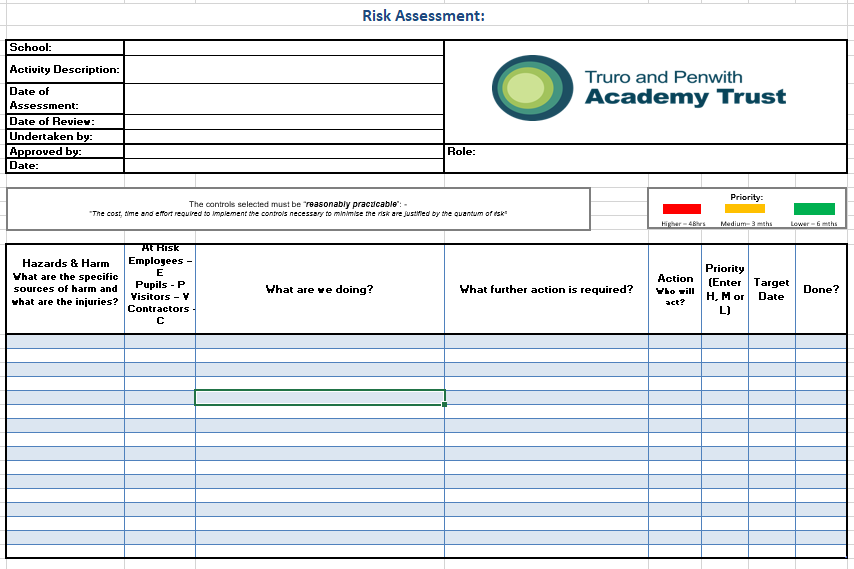 Risk Assessment:
School:
Activity Description:
Date of
Assessment:
Date of Review:
Undertaken by:
Approved by:
Date:
Truro and Penwith
Academy Trust
Role:
The controls selected must be "reasonably practicable": -
"The cost, time and effort required to implement the controls necessary to minimise the risk are justified by the quantum of risk"
Priority:
Higher – 48hrs
Medium– 3 mths
Lower – 6 mths
Hazards & Harm
What are the specific
sources of harm and
what are the injuries?
At Risk
Employees –
E
Pupils - P
Visitors – V
Contractors -
C
What are we doing?
What further action is required?
Action
Who will
act?
Priority
(Enter
H, M or
L)
Target
Date
Done?